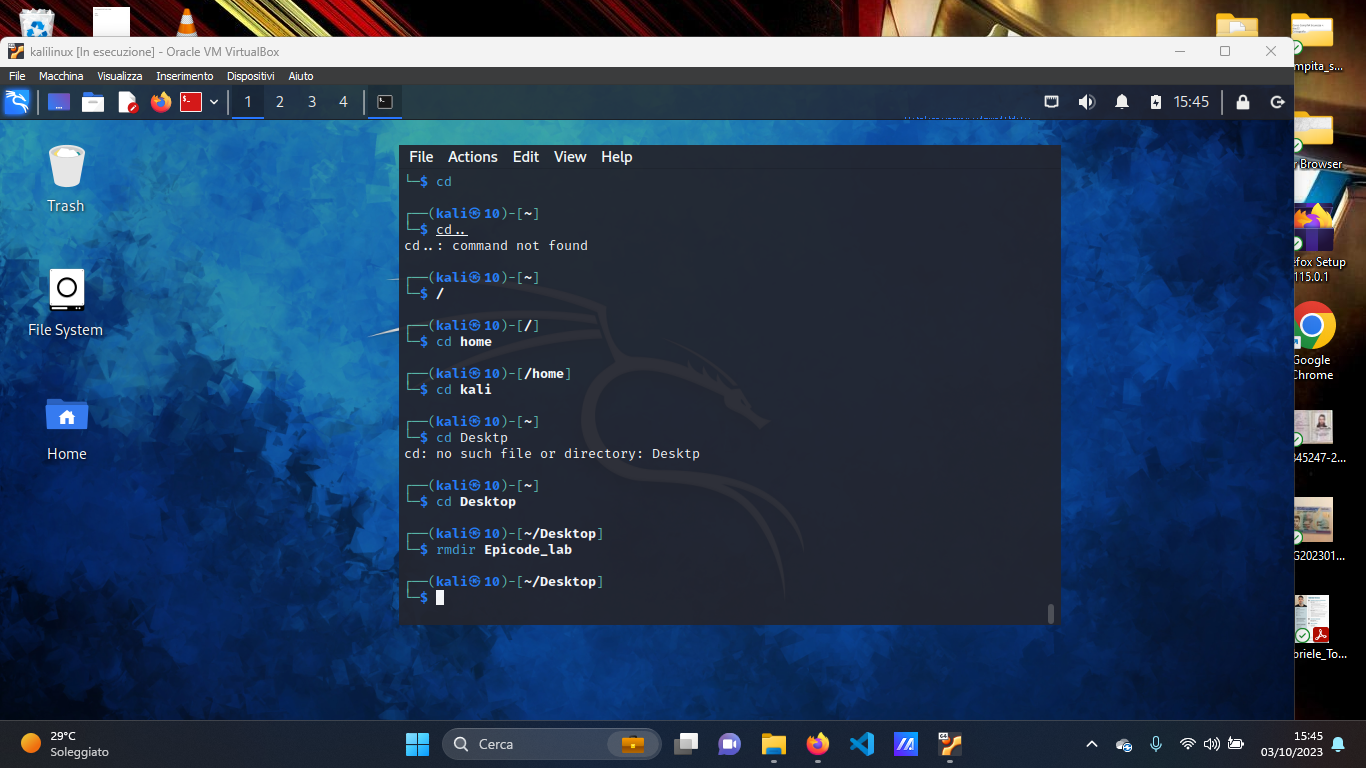 kalilinux [In esecuzione] - Oracle VM VirtualBox
File Macchina Visualizza Inserimento Dispositivi Aiuto
1 2 3 4
15:45
Trash
File System
Home
File Actions Edit View Help
└─$ cd
┌──(kali㉿10)-[~]
└─$ cd..
cd..: command not found
┌──(kali㉿10)-[~]
└─$ /
┌──(kali㉿10)-[/]
└─$ cd home
┌──(kali㉿10)-[/home]
└─$ cd kali
┌──(kali㉿10)-[~]
└─$ cd Desktp
cd: no such file or directory: Desktp
┌──(kali㉿10)-[~]
└─$ cd Desktop
┌──(kali㉿10)-[~/Desktop]
└─$ rmdir Epicode_lab
┌──(kali㉿10)-[~/Desktop]
└─$
mpita_s...
r Browser
efox Setup
115.0.1
Google
Chrome
345247-2...
G202301...
briele_To...
29°C
Soleggiato
Cerca
15:45
03/10/2023